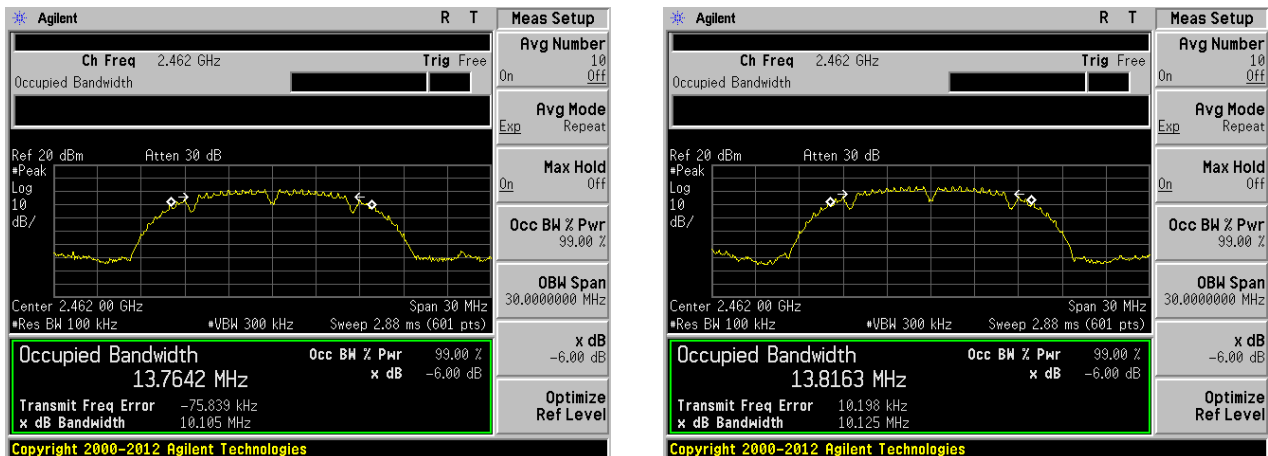 Agilent R T Meas Setup
Ch Freq 2.462 GHz Trig Free
Occupied Bandwidth
Ref 20 dBm Atten 30 dB
#Peak
Log
10
dB/
Center 2.462 00 GHz Span 30 MHz
#Res BW 100 kHz #VBW 300 kHz Sweep 2.88 ms (601 pts)
Occupied Bandwidth Occ BW % Pwr 99.00 %
13.7642 MHz x dB -6.00 dB
Transmit Freq Error -75.839 kHz
x dB Bandwidth 10.105 MHz
Avg Number
10
On Off
Avg Mode
Exp Repeat
Max Hold
On Off
Occ BW % Pwr
99.00 %
OBW Span
30.0000000 MHz
x dB
-6.00 dB
Optimize
Ref Level
Copyright 2000-2012 Agilent Technologies
Agilent R T Meas Setup
Ch Freq 2.462 GHz Trig Free
Occupied Bandwidth
Ref 20 dBm Atten 30 dB
#Peak
Log
10
dB/
Center 2.462 00 GHz Span 30 MHz
#Res BW 100 kHz #VBW 300 kHz Sweep 2.88 ms (601 pts)
Occupied Bandwidth Occ BW % Pwr 99.00 %
13.8163 MHz x dB -6.00 dB
Transmit Freq Error 10.198 kHz
x dB Bandwidth 10.125 MHz
Avg Number
10
On Off
Avg Mode
Exp Repeat
Max Hold
On Off
Occ BW % Pwr
99.00 %
OBW Span
30.0000000 MHz
x dB
-6.00 dB
Optimize
Ref Level
Copyright 2000-2012 Agilent Technologies